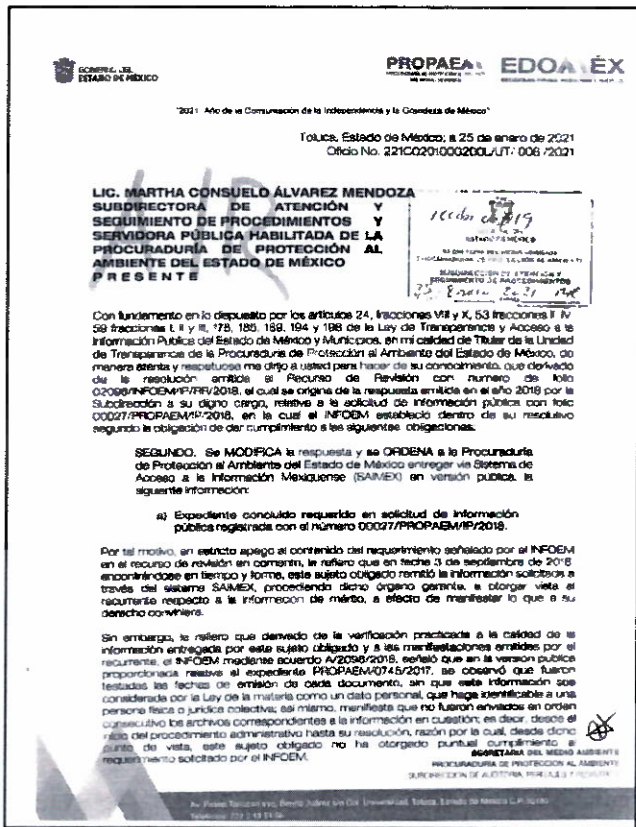 GOBIERNO DEL
ESTADO DE MÉXICO
PROPAEM EDOMÉX
"2021. Año de la Consumación de la Independencia y la Grandeza de México"
Toluca, Estado de México; a 25 de enero de 2021
Oficio No. 221C0201000200L/UT/ 006 /2021
LIC. MARTHA CONSUELO ÁLVAREZ MENDOZA
SUBDIRECTORA DE ATENCIÓN Y
SEGUIMIENTO DE PROCEDIMIENTOS Y
SERVIDORA PÚBLICA HABILITADA DE LA
PROCURADURÍA DE PROTECCIÓN AL
AMBIENTE DEL ESTADO DE MÉXICO
P R E S E N T E
ESTADO DE MÉXICO
SUBDIRECCIÓN DE ATENCIÓN Y
SEGUIMIENTO DE PROCEDIMIENTOS
25 Enero 2021
Con fundamento en lo dispuesto por los artículos 24, fracciones VIII y X, 53 fracciones II, IV
59 fracciones I, II y III, 178, 185, 189, 194 y 198 de la Ley de Transparencia y Acceso a la
Información Pública del Estado de México y Municipios, en mi calidad de Titular de la Unidad
de Transparencia de la Procuraduría de Protección al Ambiente del Estado de México, de
manera atenta y respetuosa me dirijo a usted para hacer de su conocimiento, que derivado
de la resolución emitida al Recurso de Revisión con número de folio
02098/INFOEM/IP/RR/2018, el cual se origina de la respuesta emitida en el año 2018 por la
Subdirección a su digno cargo, relativa a la solicitud de información pública con folio
00027/PROPAEM/IP/2018, en la cual el INFOEM estableció dentro de su resolutivo
segundo la obligación de dar cumplimiento a las siguientes obligaciones.
SEGUNDO. Se MODIFICA la respuesta y se ORDENA a la Procuraduría
de Protección al Ambiente del Estado de México entregar vía Sistema de
Acceso a la Información Mexiquense (SAIMEX) en versión pública, la
siguiente información:
a) Expediente concluido requerido en solicitud de información
pública registrada con el número 00027/PROPAEM/IP/2018.
Por tal motivo, en estricto apego al contenido del requerimiento señalado por el INFOEM
en el recurso de revisión en comento, le refiero que en fecha 3 de septiembre de 2018
encontrándose en tiempo y forma, este sujeto obligado remitió la información solicitada a
través del sistema SAIMEX, procediendo dicho órgano garante, a otorgar vista al
recurrente respecto a la información de mérito, a efecto de manifestar lo que a su
derecho conviniera.
Sin embargo, le refiero que derivado de la verificación practicada a la calidad de la
información entregada por este sujeto obligado y a las manifestaciones emitidas por el
recurrente, el INFOEM mediante acuerdo A/2098/2018, señaló que en la versión pública
proporcionada relativa al expediente PROPAEM/0745/2017, se observó que fueron
testadas las fechas de emisión de cada documento, sin que esta información sea
considerada por la Ley de la materia como un dato personal, que haga identificable a una
persona física o jurídica colectiva; así mismo, manifiesta que no fueron enviados en orden
consecutivo los archivos correspondientes a la información en cuestión; es decir, desde el
inicio del procedimiento administrativo hasta su resolución, razón por la cual, desde dicho
punto de vista, este sujeto obligado no ha otorgado puntual cumplimiento al
requerimiento solicitado por el INFOEM.
SECRETARÍA DEL MEDIO AMBIENTE
PROCURADURÍA DE PROTECCIÓN AL AMBIENTE